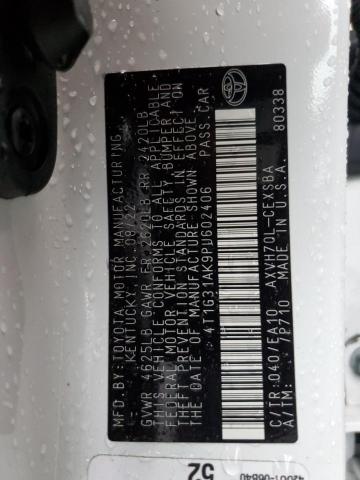 MFD. BY: TOYOTA MOTOR MANUFACTURING,
KENTUCKY, INC. 08/22
GVWR 4625LB GAWR FR 2620LB RR 2420LB
THIS VEHICLE CONFORMS TO ALL APPLICABLE
FEDERAL MOTOR VEHICLE SAFETY, BUMPER, AND
THEFT PREVENTION STANDARDS IN EFFECT ON
THE DATE OF MANUFACTURE SHOWN ABOVE.
4T1G31AK9PU602406 PASS. CAR
C/TR: 040/EA10 AXVH70L-CEXSBA
A/TM: P710 MADE IN U.S.A. 80338
52